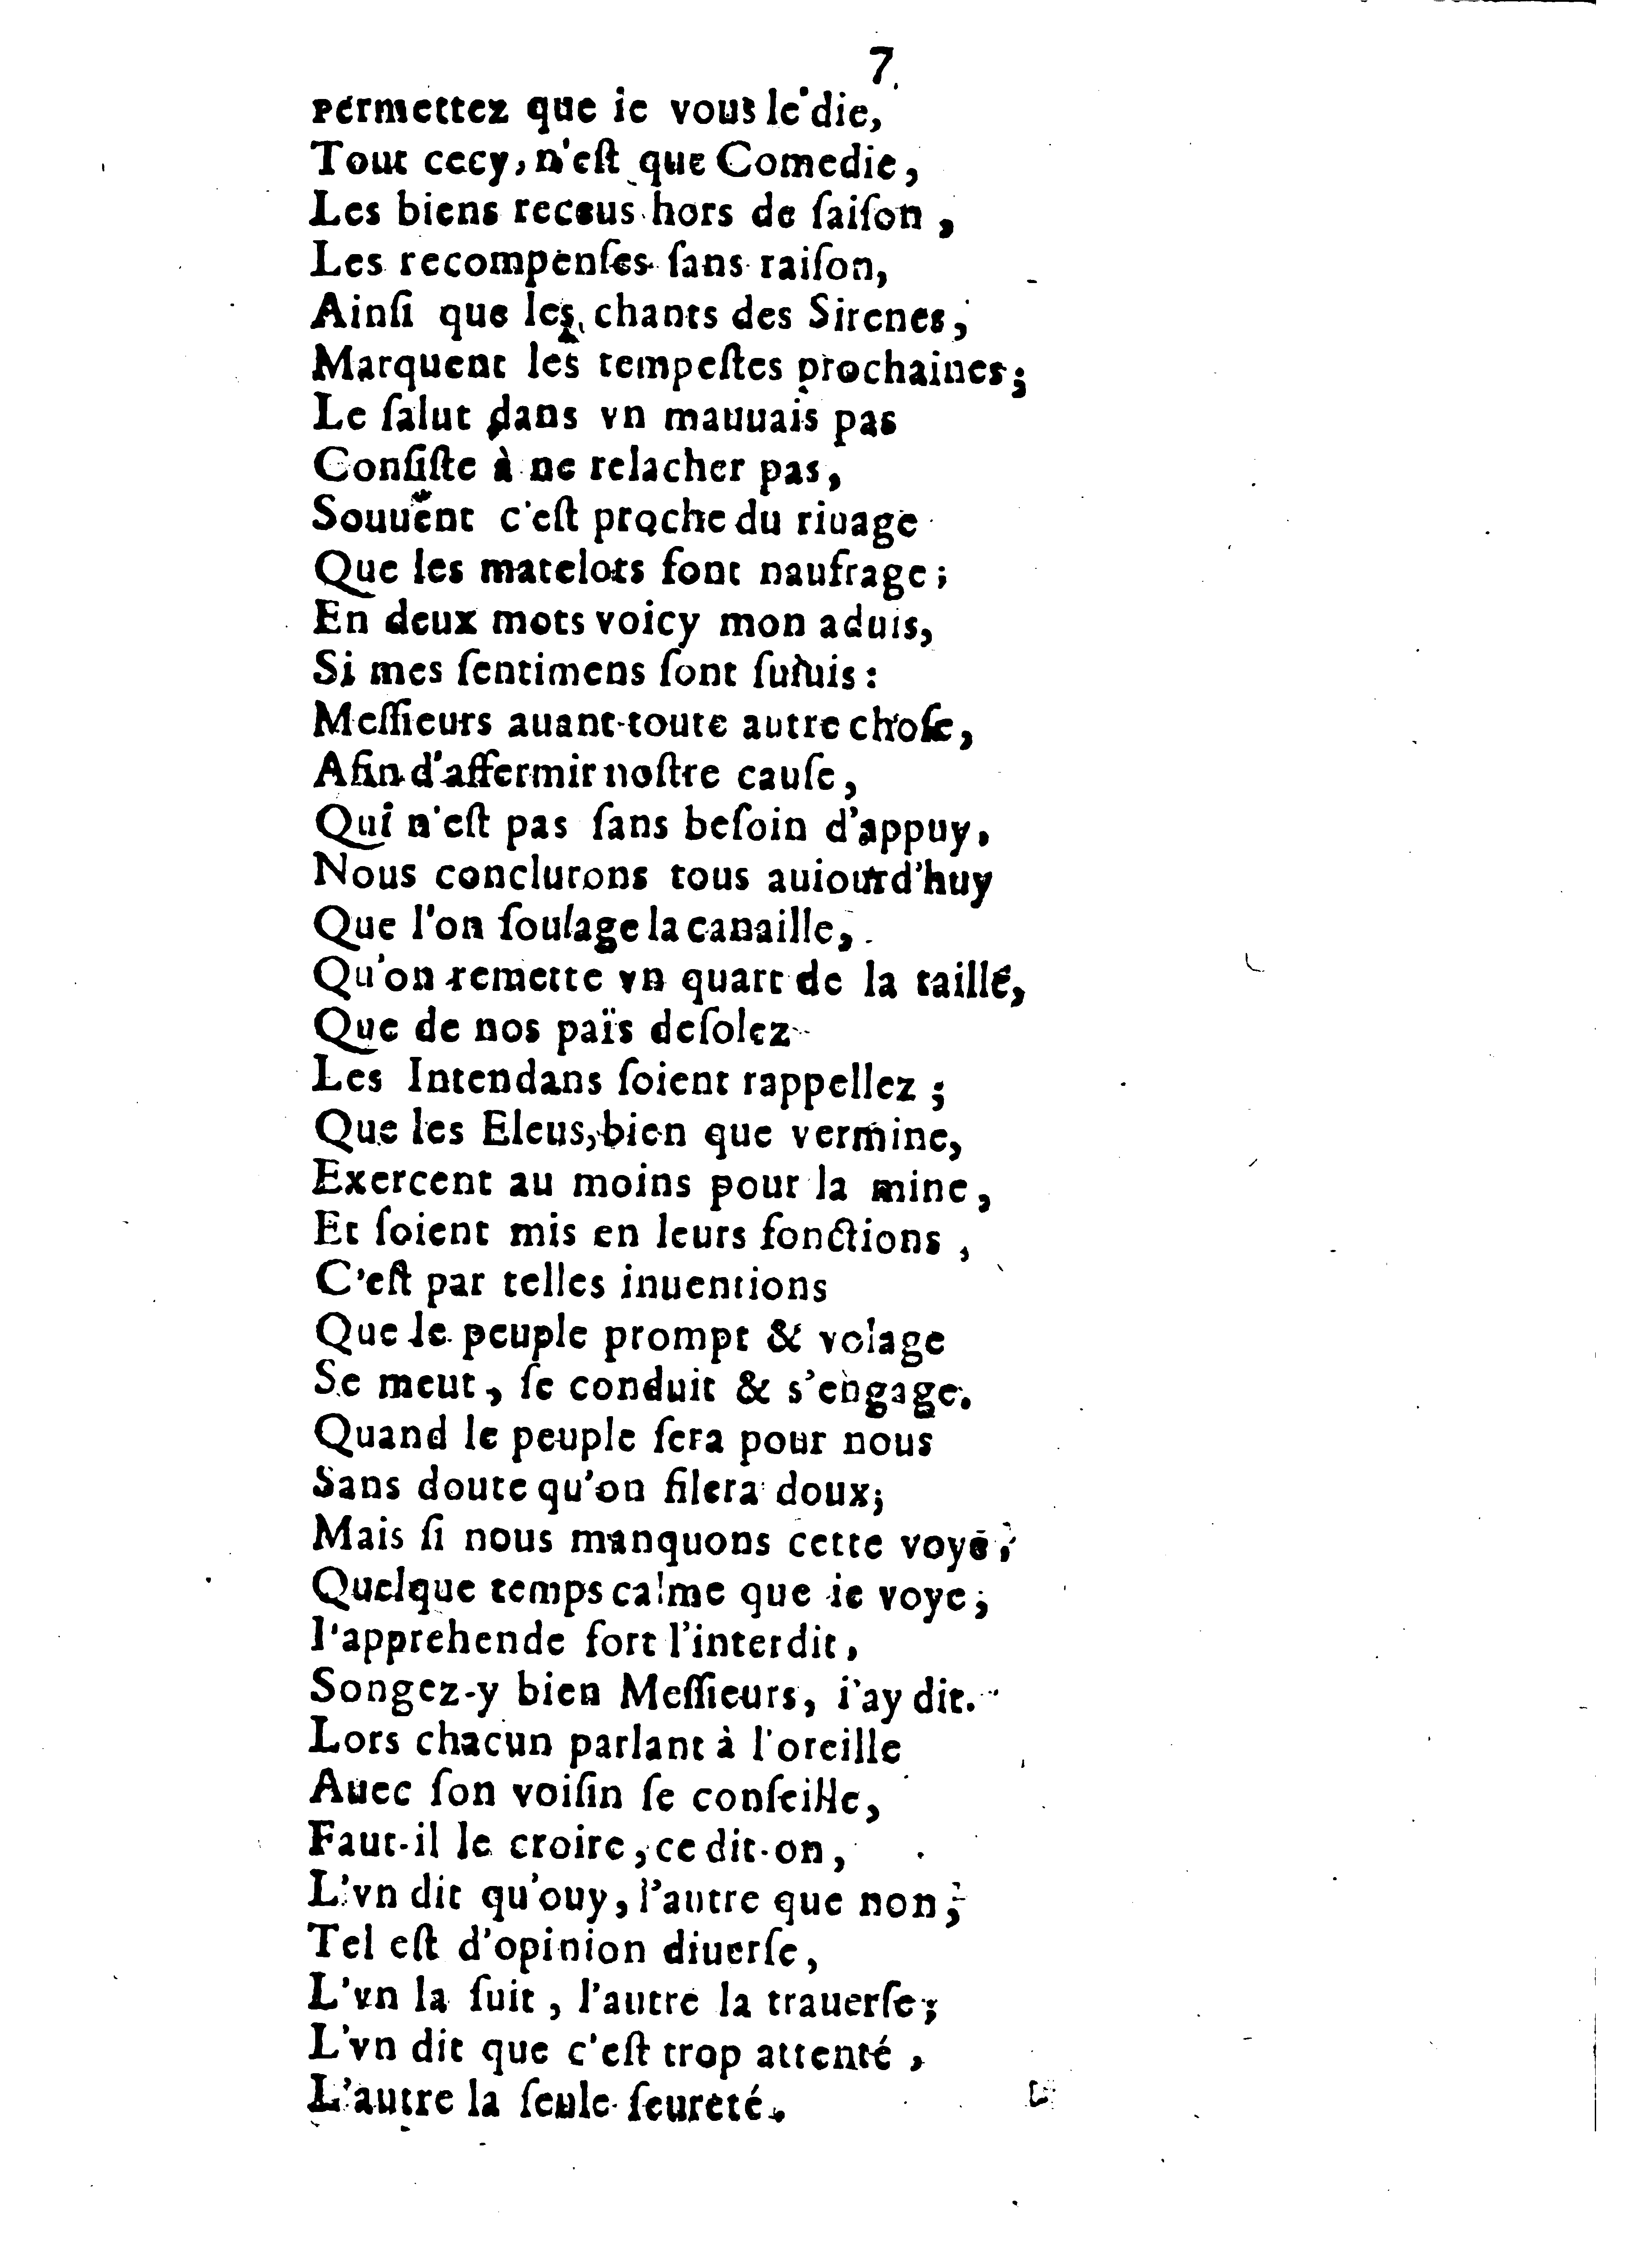 7
Permettez que ie vous le die,
Tout cecy, n'eſt que Comedie,
Les biens receus hors de ſaiſon,
Les recompenſes ſans raiſon,
Ainſi que les chants des Sirenes,
Marquent les tempeſtes prochaines;
Le ſalut dans vn mauuais pas
Conſiſte à ne relacher pas,
Souuent c'eſt proche du riuage
Que les matelots font naufrage;
En deux mots voicy mon aduis,
Si mes ſentimens ſont ſuiuis:
Meſſieurs auant toute autre choſe,
Afin d'affermir noſtre cauſe,
Qui n'eſt pas ſans beſoin d'appuy,
Nous conclurons tous auiourd'huy
Que l'on ſoulage la canaille,
Qu'on remette vn quart de la taille,
Que de nos païs deſolez
Les Intendans ſoient rappellez;
Que les Eleus, bien que vermine,
Exercent au moins pour la mine,
Et ſoient mis en leurs fonctions,
C'eſt par telles inuentions
Que le peuple prompt & volage
Se meut, ſe conduit & s'engage.
Quand le peuple ſera pour nous
Sans doute qu'on filera doux;
Mais ſi nous manquons cette voye,
Quelque temps calme que ie voye;
I'apprehende fort l'interdit,
Songez-y bien Meſſieurs, i'ay dit.
Lors chacun parlant à l'oreille
Auec ſon voiſin ſe conſeille,
Faut-il le croire, ce dit-on,
L'vn dit qu'ouy, l'autre que non;
Tel eſt d'opinion diuerſe,
L'vn la ſuit, l'autre la trauerſe;
L'vn dit que c'eſt trop attenté,
L'autre la ſeule ſeureté.